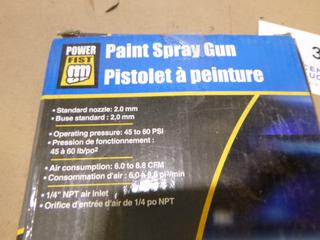 POWER
FIST
Paint Spray Gun
Pistolet à peinture
• Standard nozzle: 2.0 mm
• Buse standard : 2,0 mm
• Operating pressure: 45 to 60 PSI
• Pression de fonctionnement :
45 à 60 lb/po²
• Air consumption: 6.0 to 8.8 CFM
• Consommation d'air : 6,0 à 8,8 pi³/min
• 1/4" NPT air inlet
• Orifice d'entrée d'air de 1/4 po NPT
3